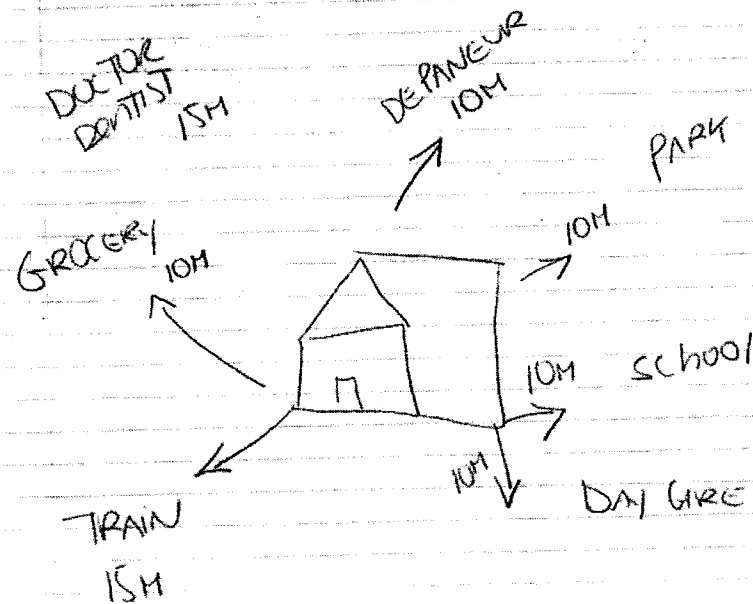 DOCTOR
DENTIST
15M
DEPANEUR
10M
PARK
10M
GROCERY
10M
10M SCHOOL
10M
DAY CARE
TRAIN
15M